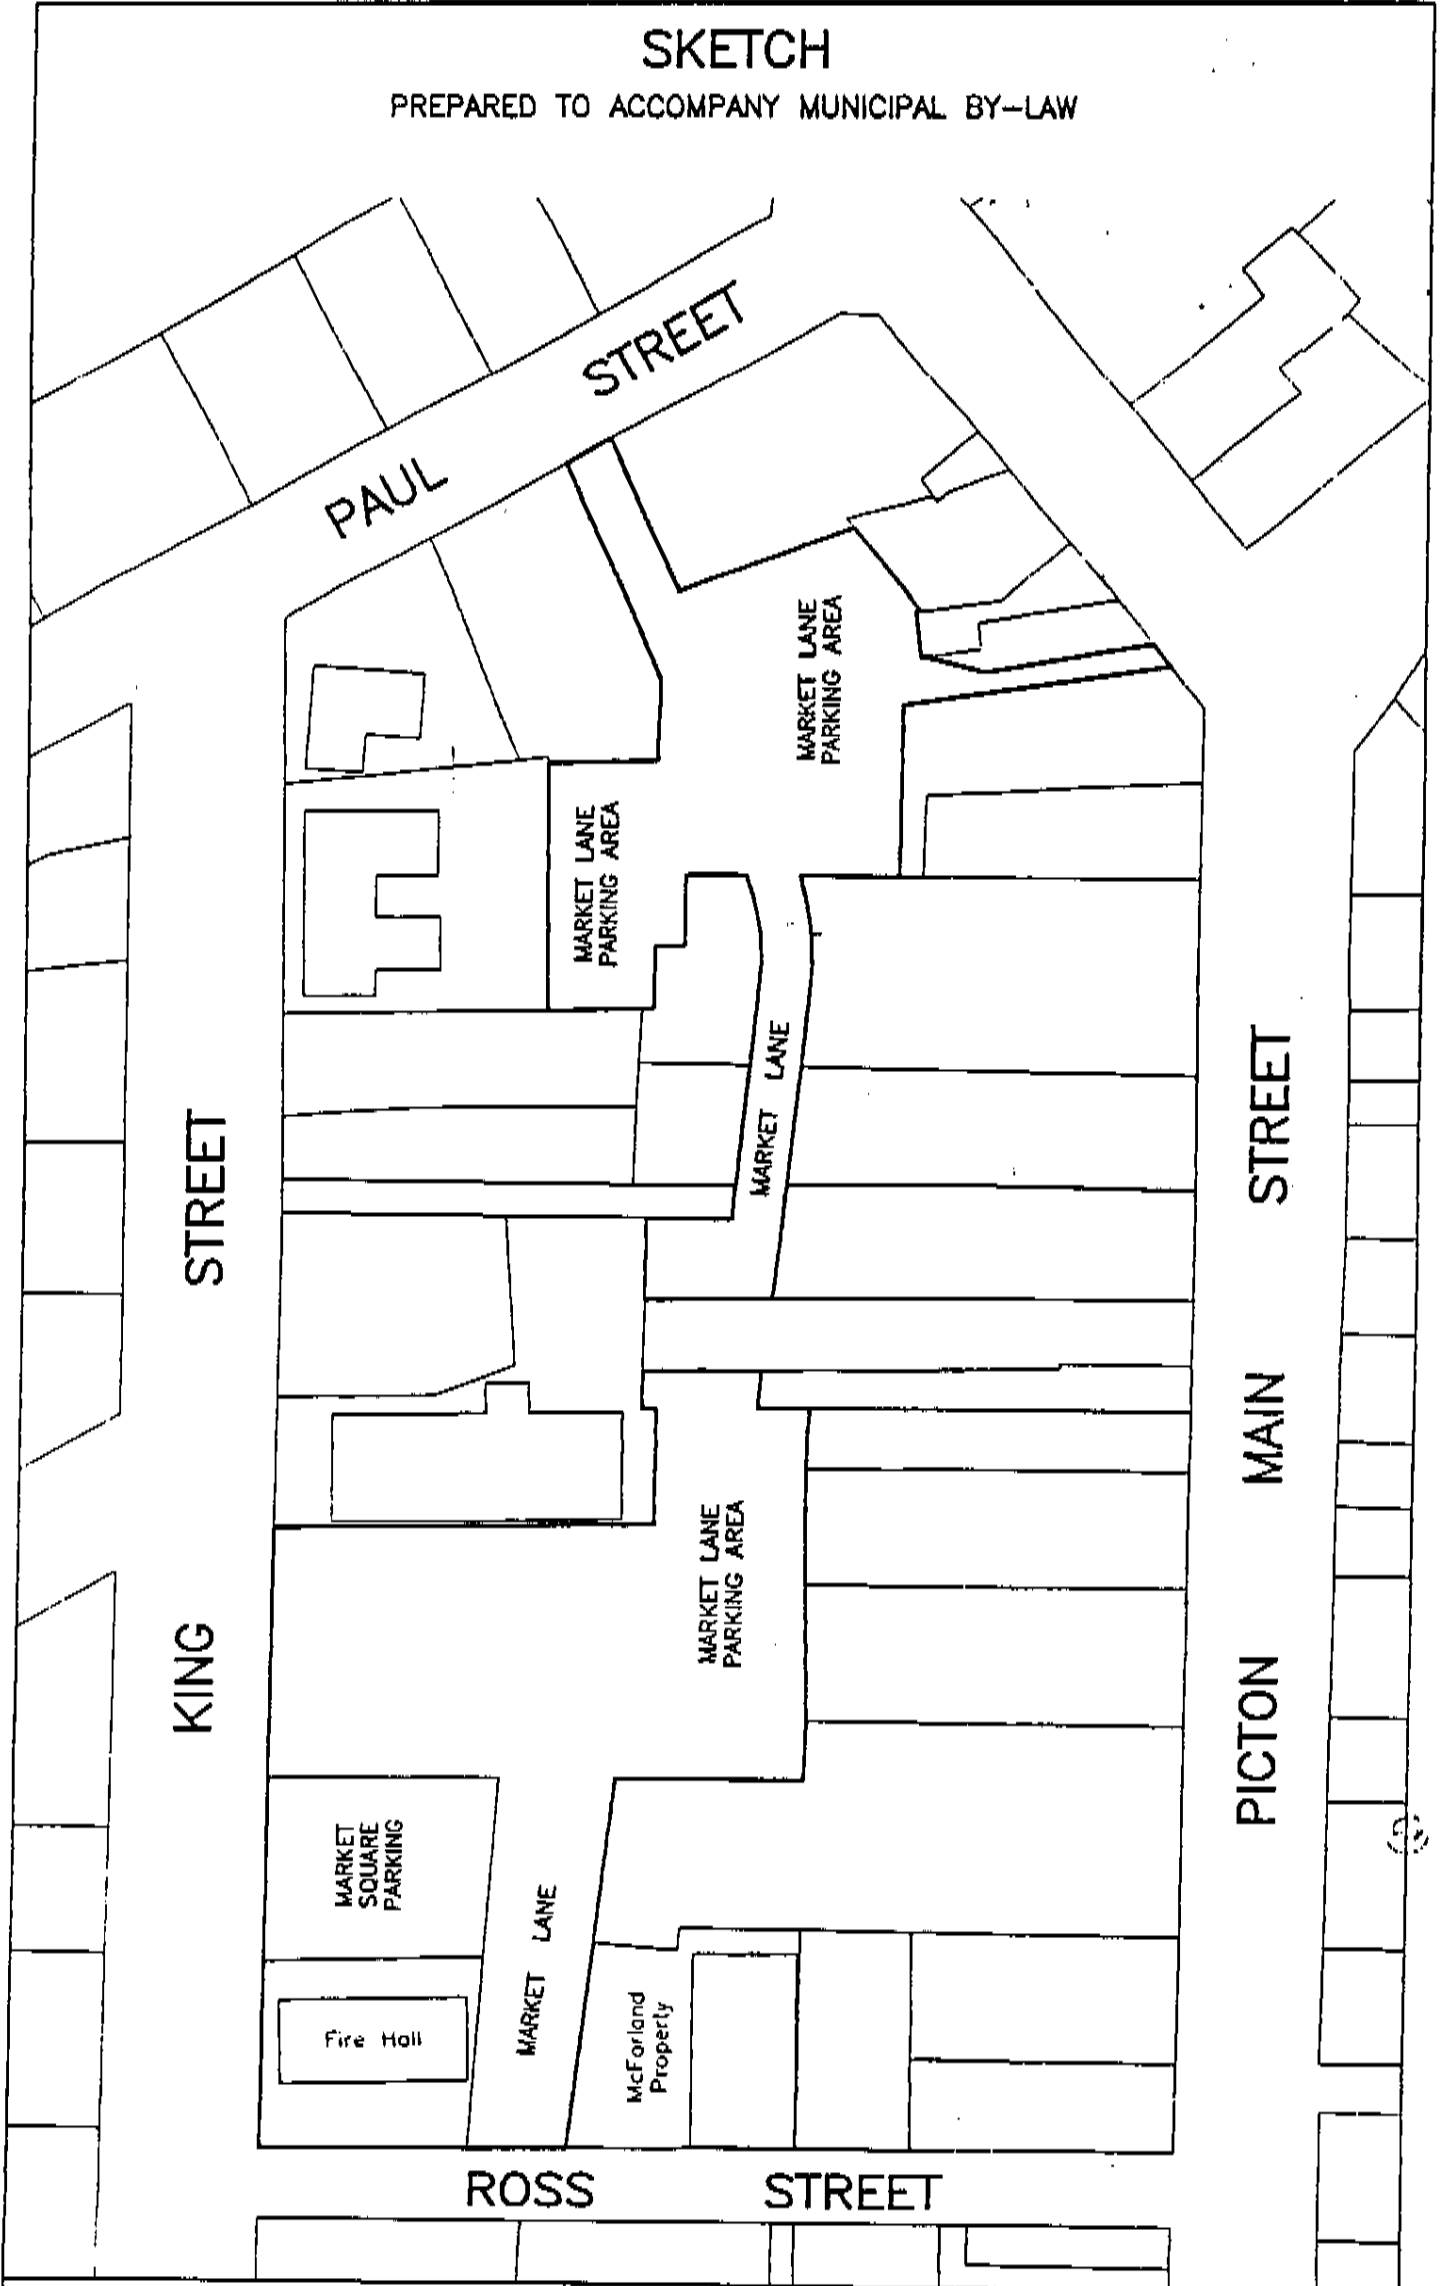 SKETCH
PREPARED TO ACCOMPANY MUNICIPAL BY-LAW
PAUL STREET
MARKET LANE
PARKING AREA
MARKET LANE
PARKING AREA
MARKET LANE
KING STREET
PICTON MAIN STREET
MARKET LANE
PARKING AREA
MARKET
SQUARE
PARKING
MARKET LANE
Fire Hall
McForland
Property
ROSS STREET